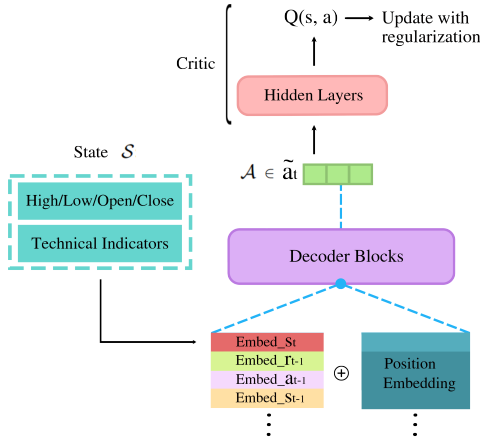 Q(s, a)
Update with
regularization
Critic
Hidden Layers
State S
A ∈ ãt
High/Low/Open/Close
Technical Indicators
Decoder Blocks
Embed_st
Embed_rt-1
Embed_at-1
Embed_st-1
⊕
Position
Embedding